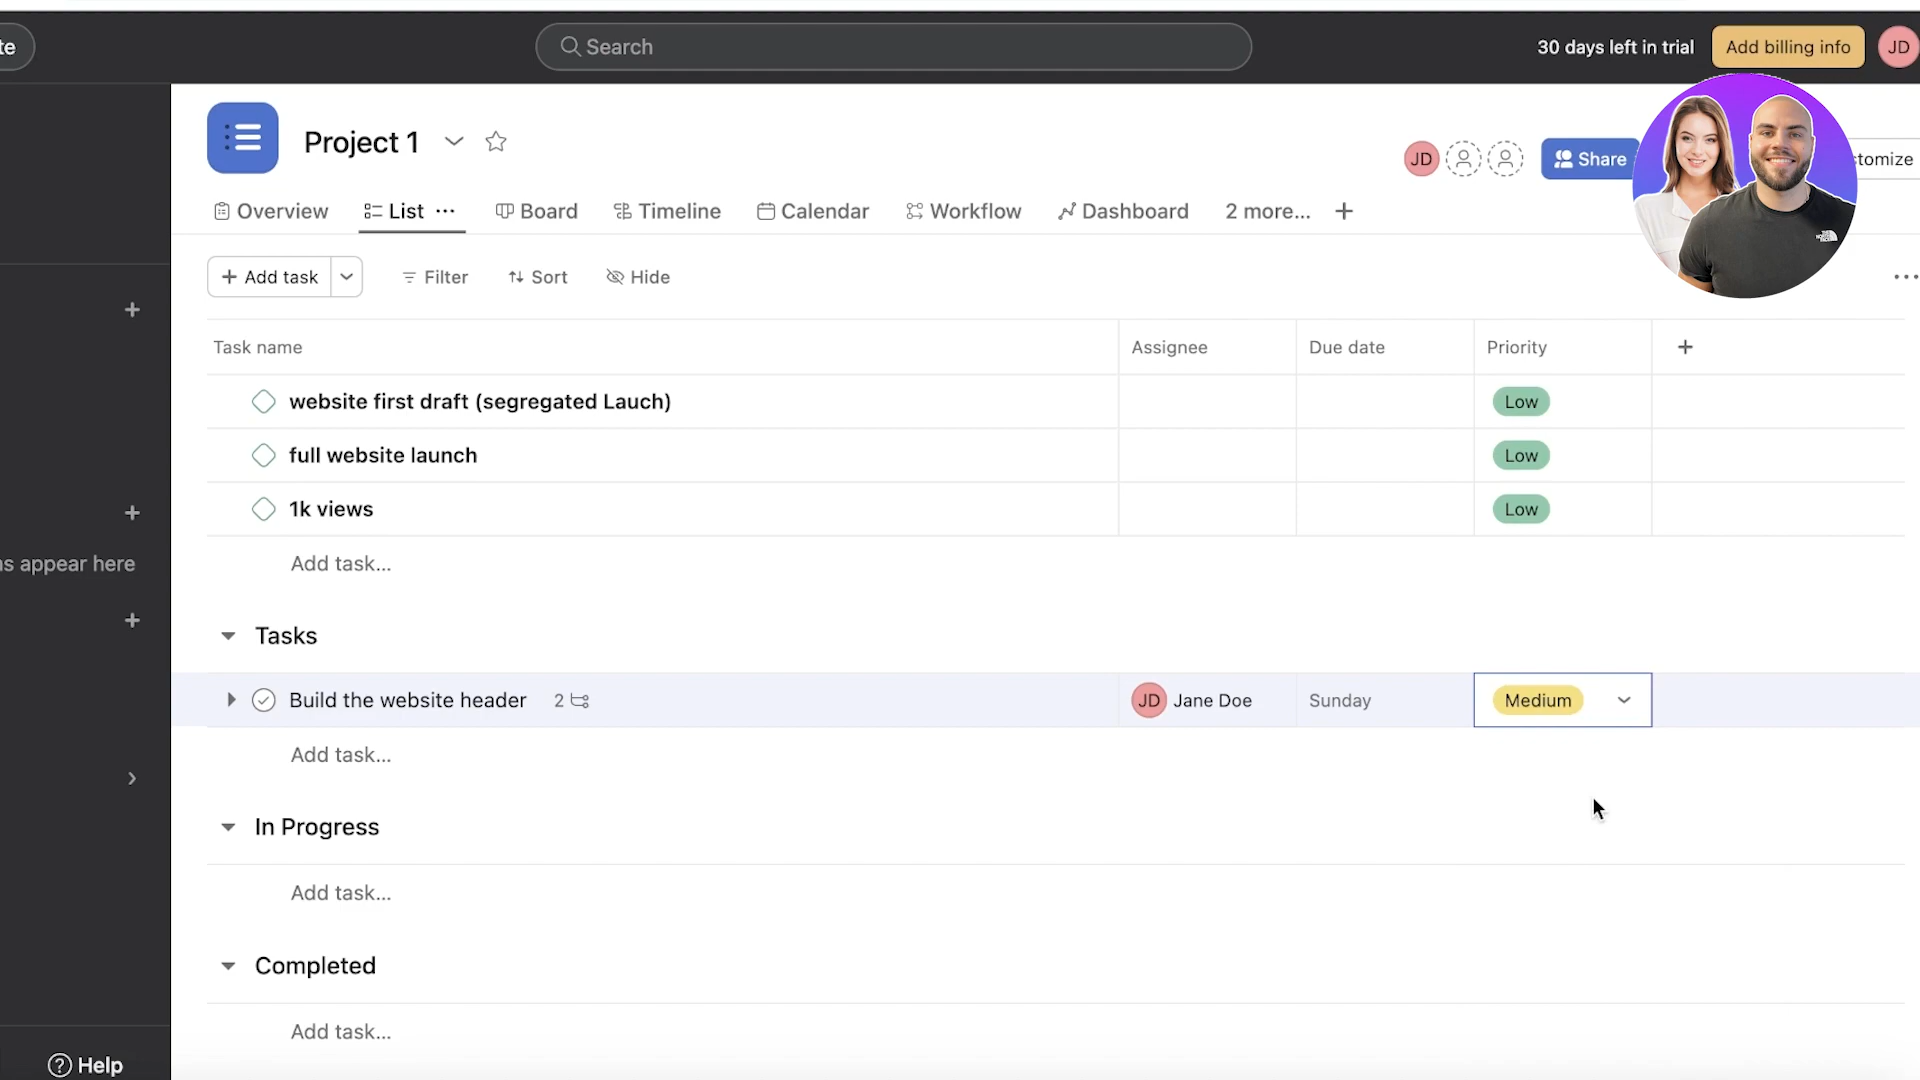 te
Search
30 days left in trial
Add billing info
JD
Project 1
JD
Share
stomize
Overview
List
Board
Timeline
Calendar
Workflow
Dashboard
2 more...
+ Add task
Filter
Sort
Hide
Task name
Assignee
Due date
Priority
website first draft (segregated Lauch)
Low
full website launch
Low
1k views
Low
Add task...
ns appear here
Tasks
Build the website header
2
JD Jane Doe
Sunday
Medium
Add task...
In Progress
Add task...
Completed
Add task...
Help